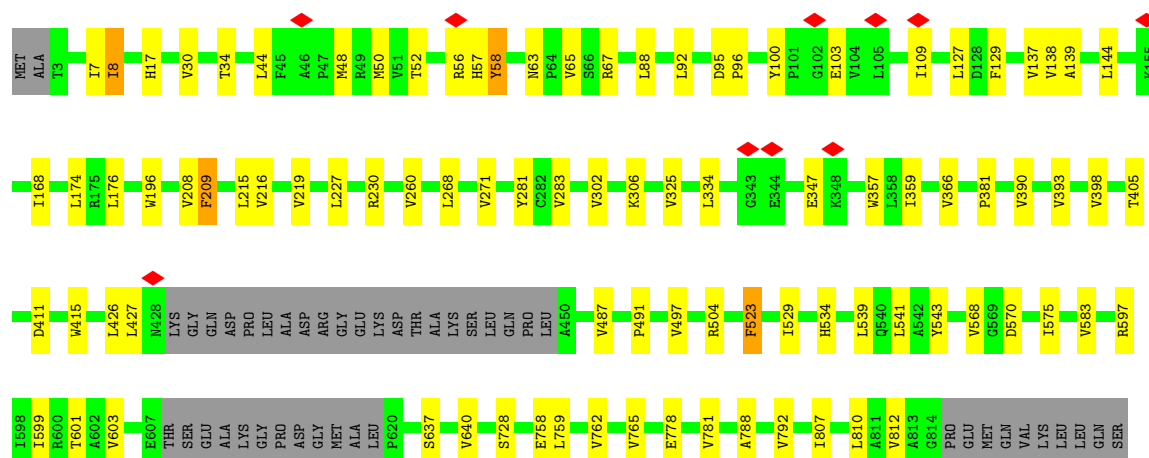 MET ALA T3 I7 I8 H17 V30 T34 L44 F45 A46 P47 M48 R49 M50 V51 T52 R56 H57 Y58 N63 P64 V65 S66 R67 L88 L92 D95 P96 Y100 P101 G102 E103 V104 L105 I109 L127 D128 F129 V137 V138 A139 L144 K155
I168 L174 R175 L176 W196 V208 F209 L215 V216 V219 L227 R230 V260 L268 V271 Y281 C282 V283 V302 K306 V325 L334 G343 E344 E347 K348 W357 L358 I359 V366 P381 V390 V393 V398 T405
D411 W415 L426 L427 N428 LYS GLY GLN ASP PRO LEU ALA ASP ARG GLY GLU LYS ASP THR ALA LYS SER LEU GLN PRO LEU A450 V487 P491 V497 R504 F523 I529 H534 L539 Q540 L541 A542 Y543 V568 G569 D570 I575 V583 R597
I598 I599 R600 T601 A602 V603 E607 THR SER GLU ALA LYS GLY PRO ASP GLY MET ALA LEU P620 S637 V640 S728 E758 L759 V762 V765 E778 V781 A788 V792 I807 L810 A811 V812 A813 G814 PRO GLU MET GLN VAL LYS LEU LEU GLN SER